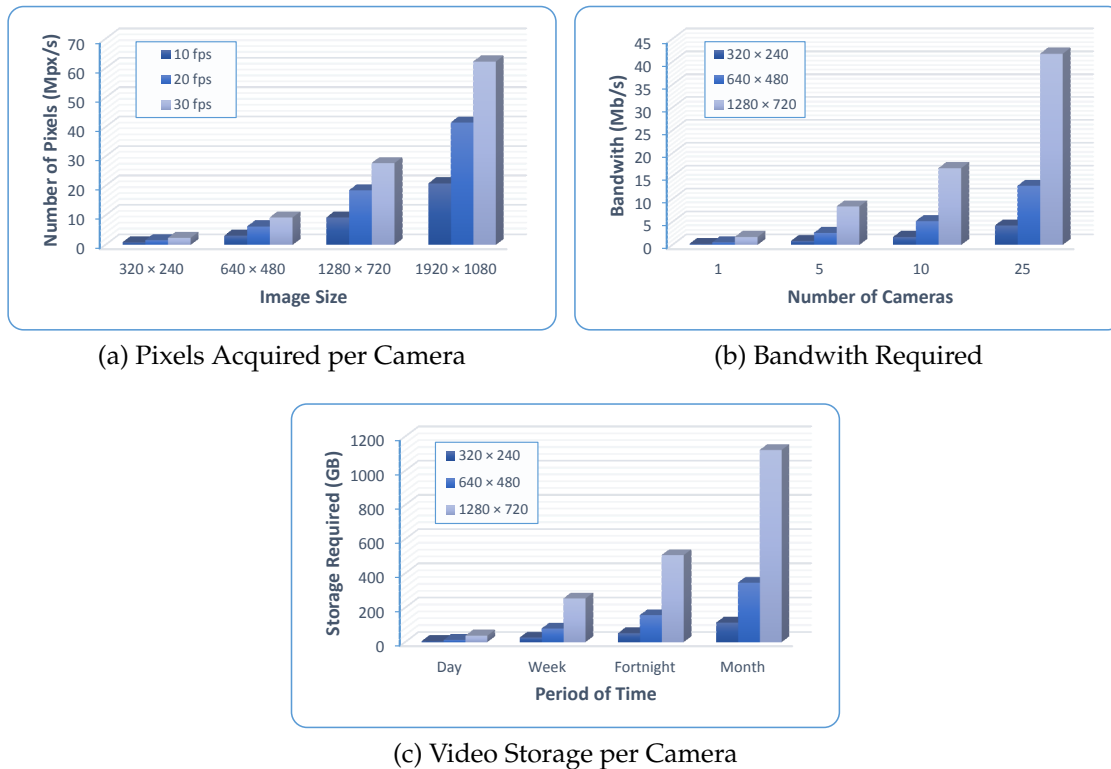 Number of Pixels (Mpx/s)
70
60
50
40
30
20
10
0
10 fps
20 fps
30 fps
320 × 240
640 × 480
1280 × 720
1920 × 1080
Image Size
(a) Pixels Acquired per Camera
Bandwith (Mb/s)
45
40
35
30
25
20
15
10
5
0
320 × 240
640 × 480
1280 × 720
1
5
10
25
Number of Cameras
(b) Bandwith Required
Storage Required (GB)
1200
1000
800
600
400
200
0
320 × 240
640 × 480
1280 × 720
Day
Week
Fortnight
Month
Period of Time
(c) Video Storage per Camera